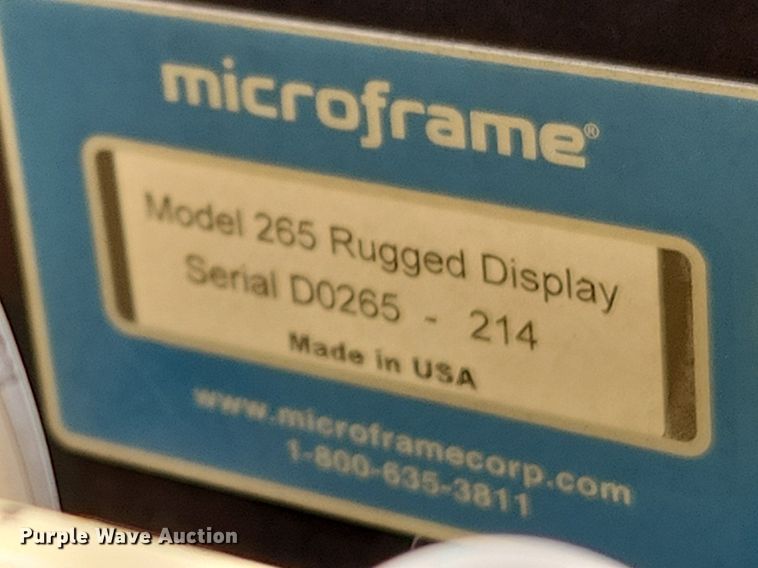 microframe®
Model 265 Rugged Display
Serial D0265 - 214
Made in USA
www.microframecorp.com
1-800-635-3811
Purple Wave Auction